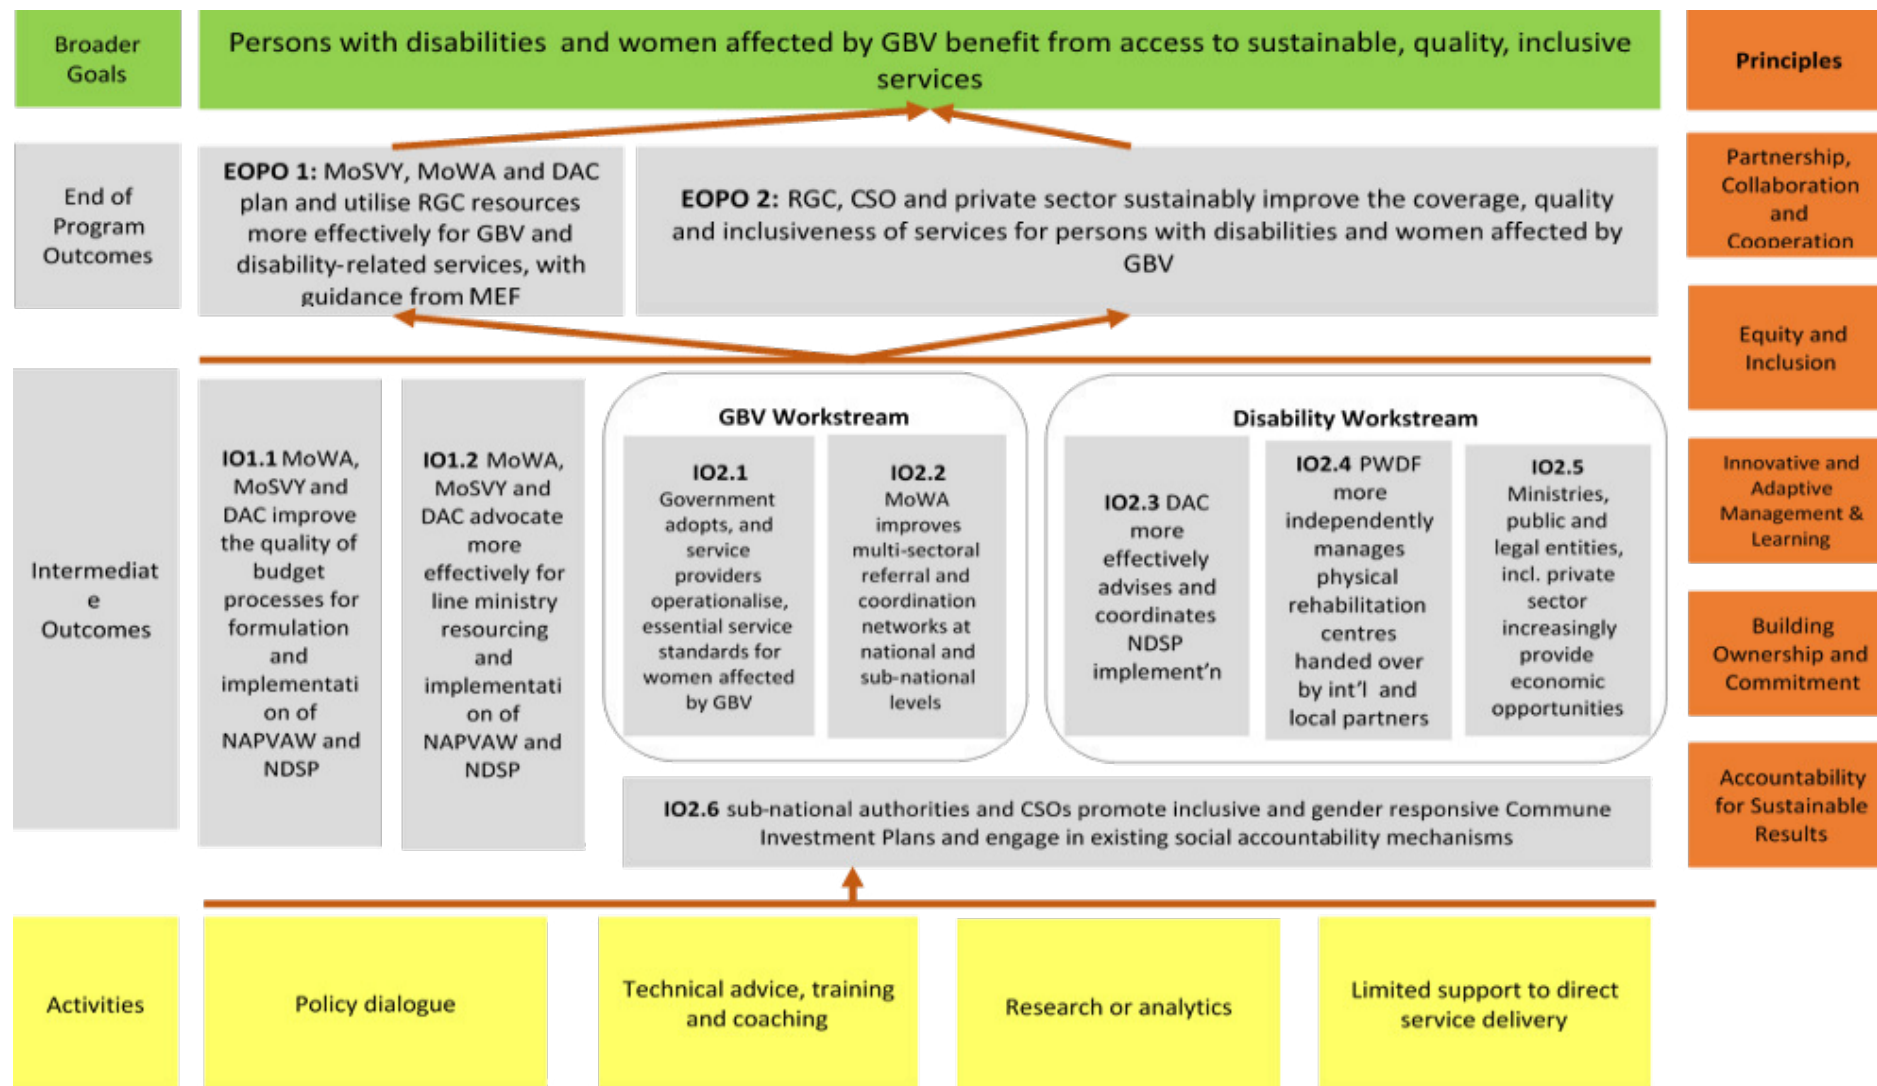 Broader
Goals
Persons with disabilities and women affected by GBV benefit from access to sustainable, quality, inclusive
services
Principles
End of
Program
Outcomes
EOPO 1: MoSVY, MoWA and DAC
plan and utilise RGC resources
more effectively for GBV and
disability-related services, with
guidance from MEF
EOPO 2: RGC, CSO and private sector sustainably improve the coverage, quality
and inclusiveness of services for persons with disabilities and women affected by
GBV
Partnership,
Collaboration
and
Cooperation
Equity and
Inclusion
Innovative and
Adaptive
Management &
Learning
Building
Ownership and
Commitment
Accountability
for Sustainable
Results
Intermediat
e
Outcomes
IO1.1 MoWA,
MoSVY and
DAC improve
the quality of
budget
processes for
formulation
and
implementati
on of
NAPVAW and
NDSP
IO1.2 MoWA,
MoSVY and
DAC advocate
more
effectively for
line ministry
resourcing
and
implementati
on of
NAPVAW and
NDSP
GBV Workstream
IO2.1
Government
adopts, and
service
providers
operationalise,
essential service
standards for
women affected
by GBV
IO2.2
MoWA
improves
multi-sectoral
referral and
coordination
networks at
national and
sub-national
levels
Disability Workstream
IO2.3 DAC
more
effectively
advises and
coordinates
NDSP
implement'n
IO2.4 PWDF
more
independently
manages
physical
rehabilitation
centres
handed over
by int'l and
local partners
IO2.5
Ministries,
public and
legal entities,
incl. private
sector
increasingly
provide
economic
opportunities
IO2.6 sub-national authorities and CSOs promote inclusive and gender responsive Commune
Investment Plans and engage in existing social accountability mechanisms
Activities
Policy dialogue
Technical advice, training
and coaching
Research or analytics
Limited support to direct
service delivery